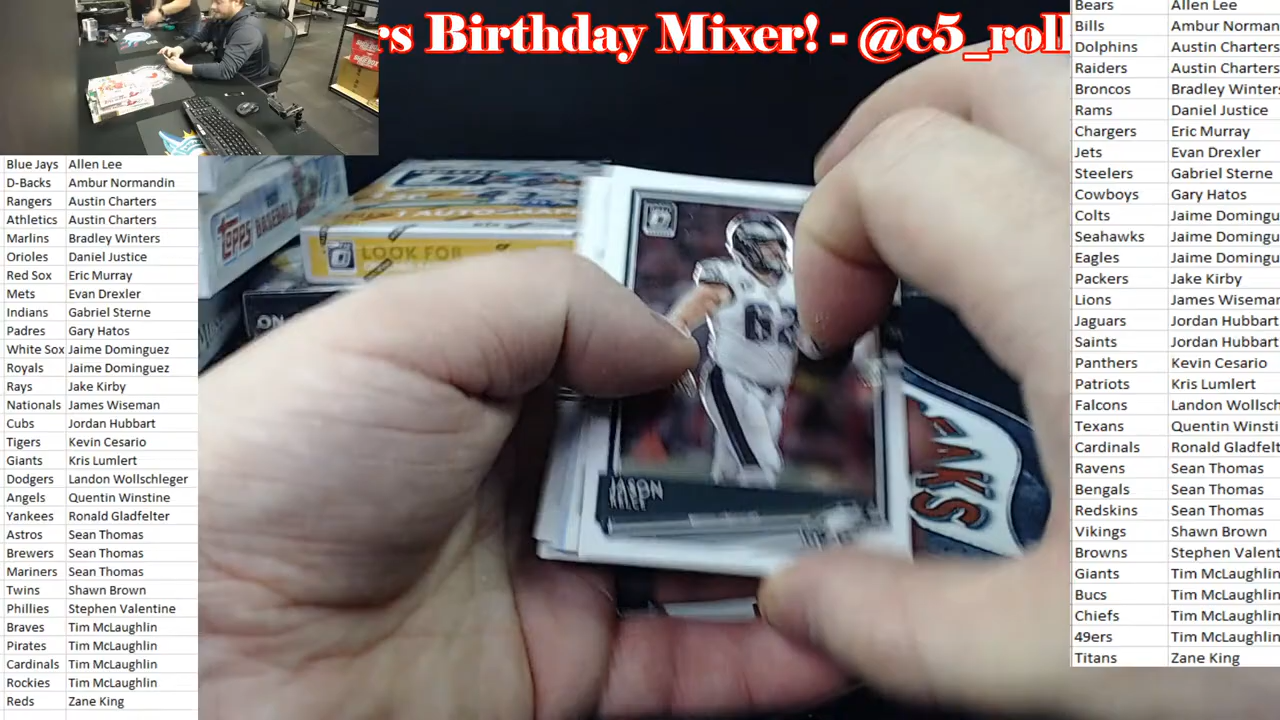 rs Birthday Mixer! - @c5_roll
Blue Jays Allen Lee
D-Backs Ambur Normandin
Rangers Austin Charters
Athletics Austin Charters
Marlins Bradley Winters
Orioles Daniel Justice
Red Sox Eric Murray
Mets Evan Drexler
Indians Gabriel Sterne
Padres Gary Hatos
White Sox Jaime Dominguez
Royals Jaime Dominguez
Rays Jake Kirby
Nationals James Wiseman
Cubs Jordan Hubbart
Tigers Kevin Cesario
Giants Kris Lumlert
Dodgers Landon Wollschleger
Angels Quentin Winstine
Yankees Ronald Gladfelter
Astros Sean Thomas
Brewers Sean Thomas
Mariners Sean Thomas
Twins Shawn Brown
Phillies Stephen Valentine
Braves Tim McLaughlin
Pirates Tim McLaughlin
Cardinals Tim McLaughlin
Rockies Tim McLaughlin
Reds Zane King
TOPPS BASEBALL
1 AUTO
LOOK FOR
ON
62
JASON
KELCE
EAKS
Bears Allen Lee
Bills Ambur Norman
Dolphins Austin Charters
Raiders Austin Charters
Broncos Bradley Winters
Rams Daniel Justice
Chargers Eric Murray
Jets Evan Drexler
Steelers Gabriel Sterne
Cowboys Gary Hatos
Colts Jaime Domingu
Seahawks Jaime Domingu
Eagles Jaime Domingu
Packers Jake Kirby
Lions James Wiseman
Jaguars Jordan Hubbart
Saints Jordan Hubbart
Panthers Kevin Cesario
Patriots Kris Lumlert
Falcons Landon Wollsch
Texans Quentin Winsti
Cardinals Ronald Gladfelt
Ravens Sean Thomas
Bengals Sean Thomas
Redskins Sean Thomas
Vikings Shawn Brown
Browns Stephen Valent
Giants Tim McLaughlin
Bucs Tim McLaughlin
Chiefs Tim McLaughlin
49ers Tim McLaughlin
Titans Zane King